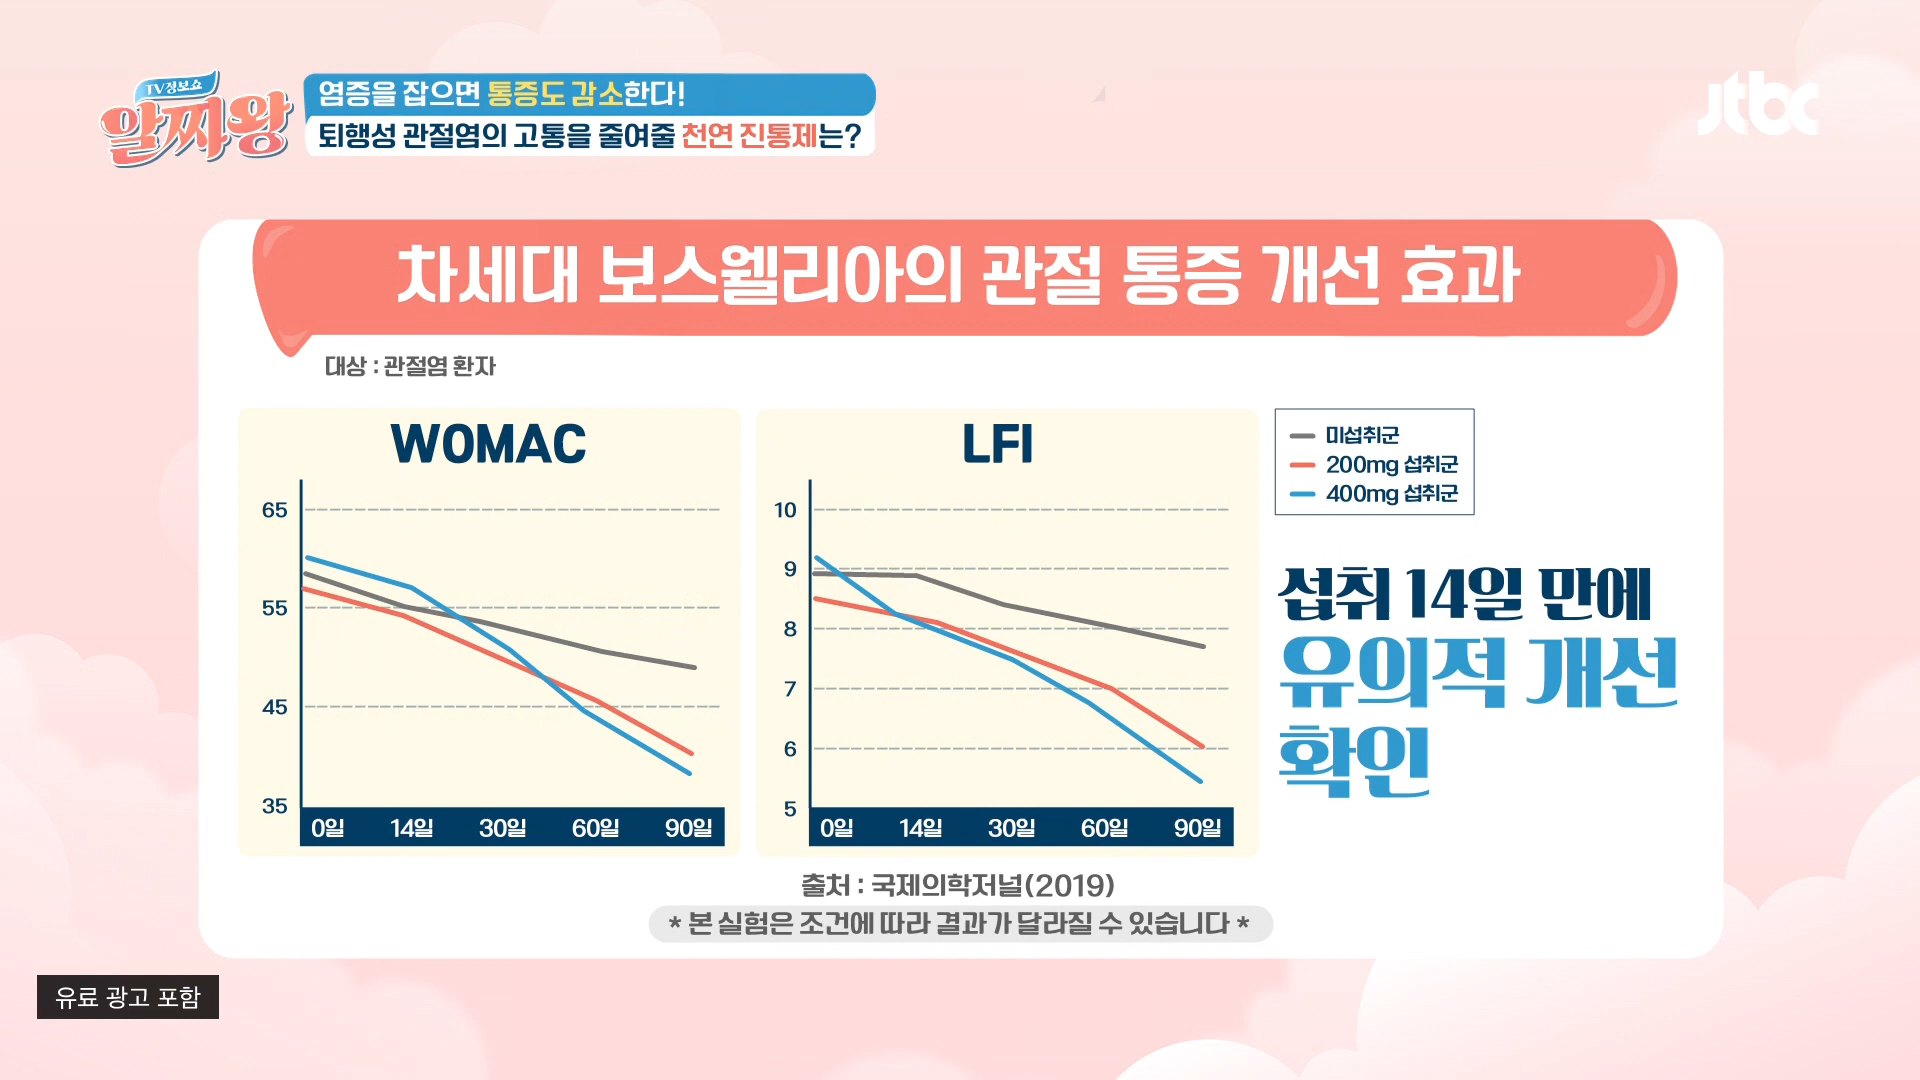 TV정보쇼
알짜왕
염증을 잡으면 통증도 감소한다!
퇴행성 관절염의 고통을 줄여줄 천연 진통제는?
jtbc
차세대 보스웰리아의 관절 통증 개선 효과
대상 : 관절염 환자
WOMAC
65
55
45
35
0일 14일 30일 60일 90일
LFI
10
9
8
7
6
5
0일 14일 30일 60일 90일
미섭취군
200mg 섭취군
400mg 섭취군
섭취 14일 만에
유의적 개선
확인
출처 : 국제의학저널(2019)
* 본 실험은 조건에 따라 결과가 달라질 수 있습니다 *
유료 광고 포함